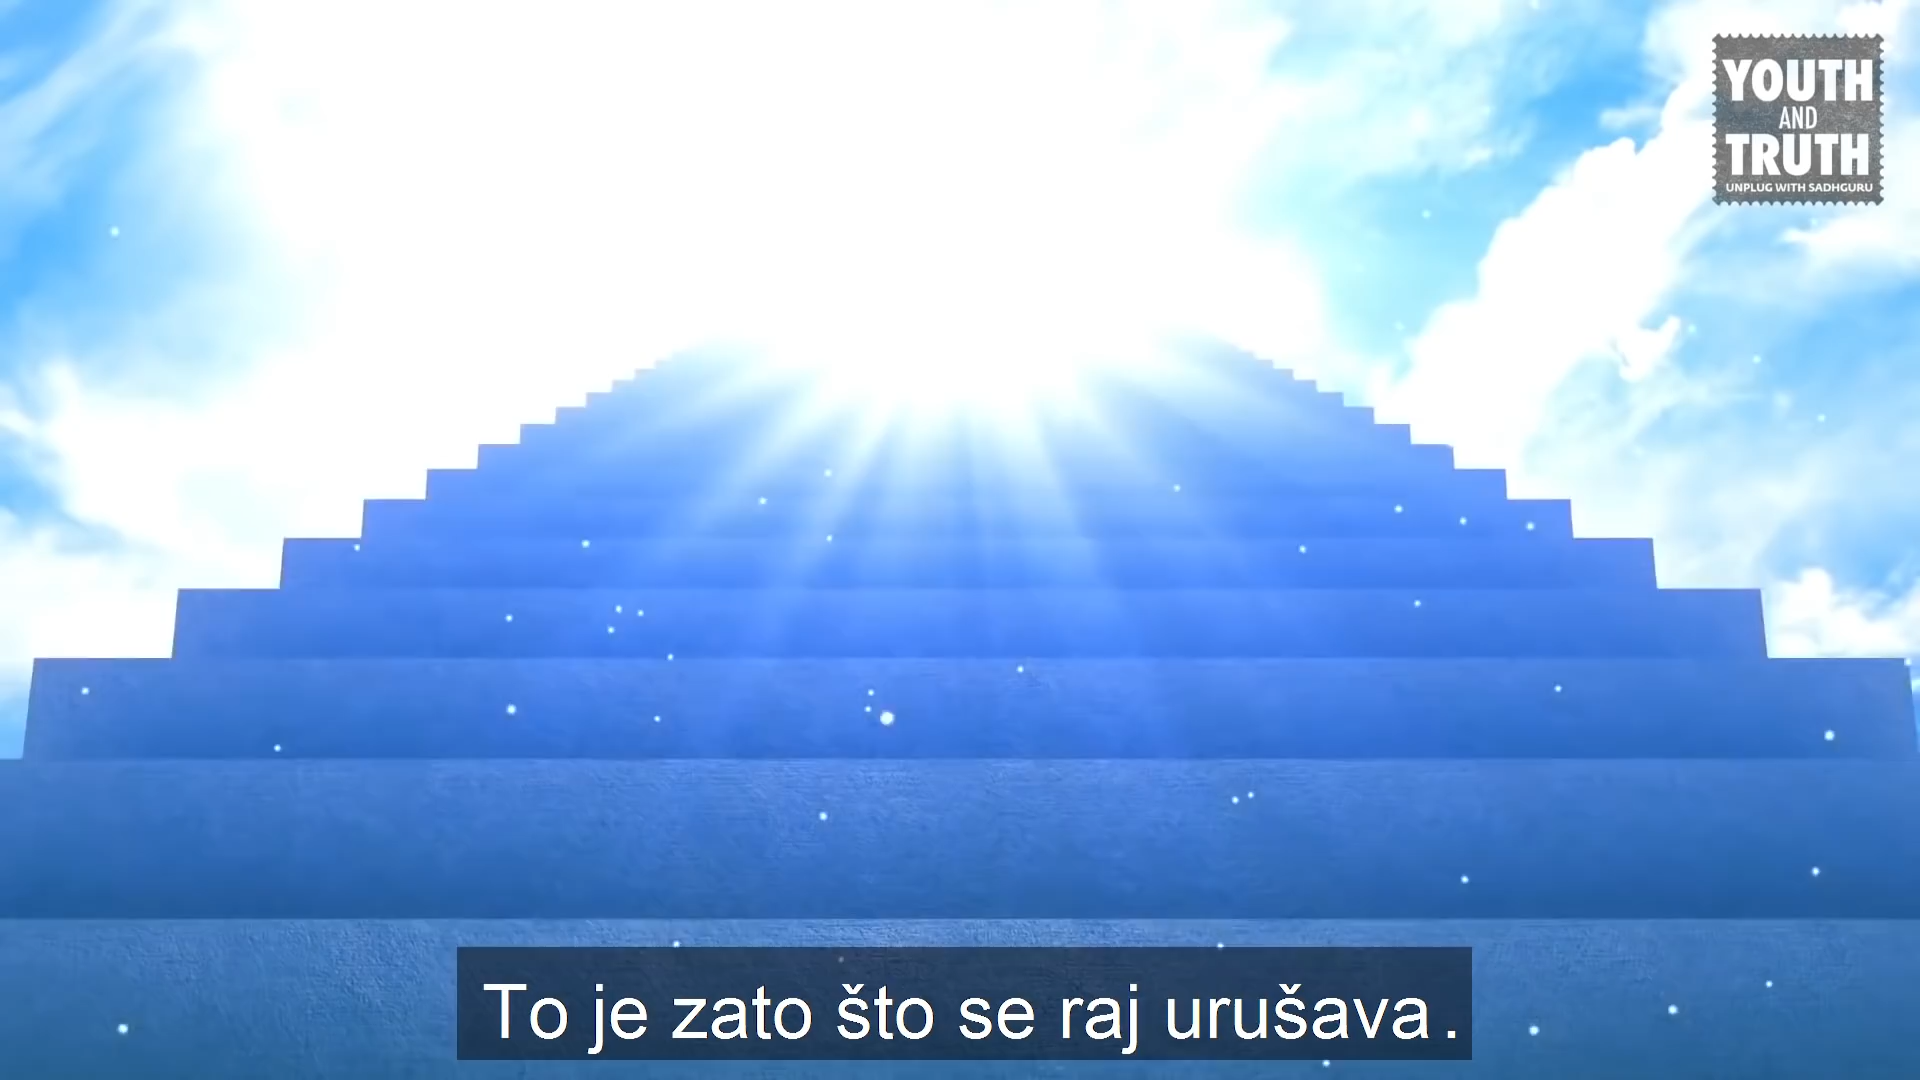 YOUTH
AND
TRUTH
UNPLUG WITH SADHGURU
To je zato što se raj urušava.